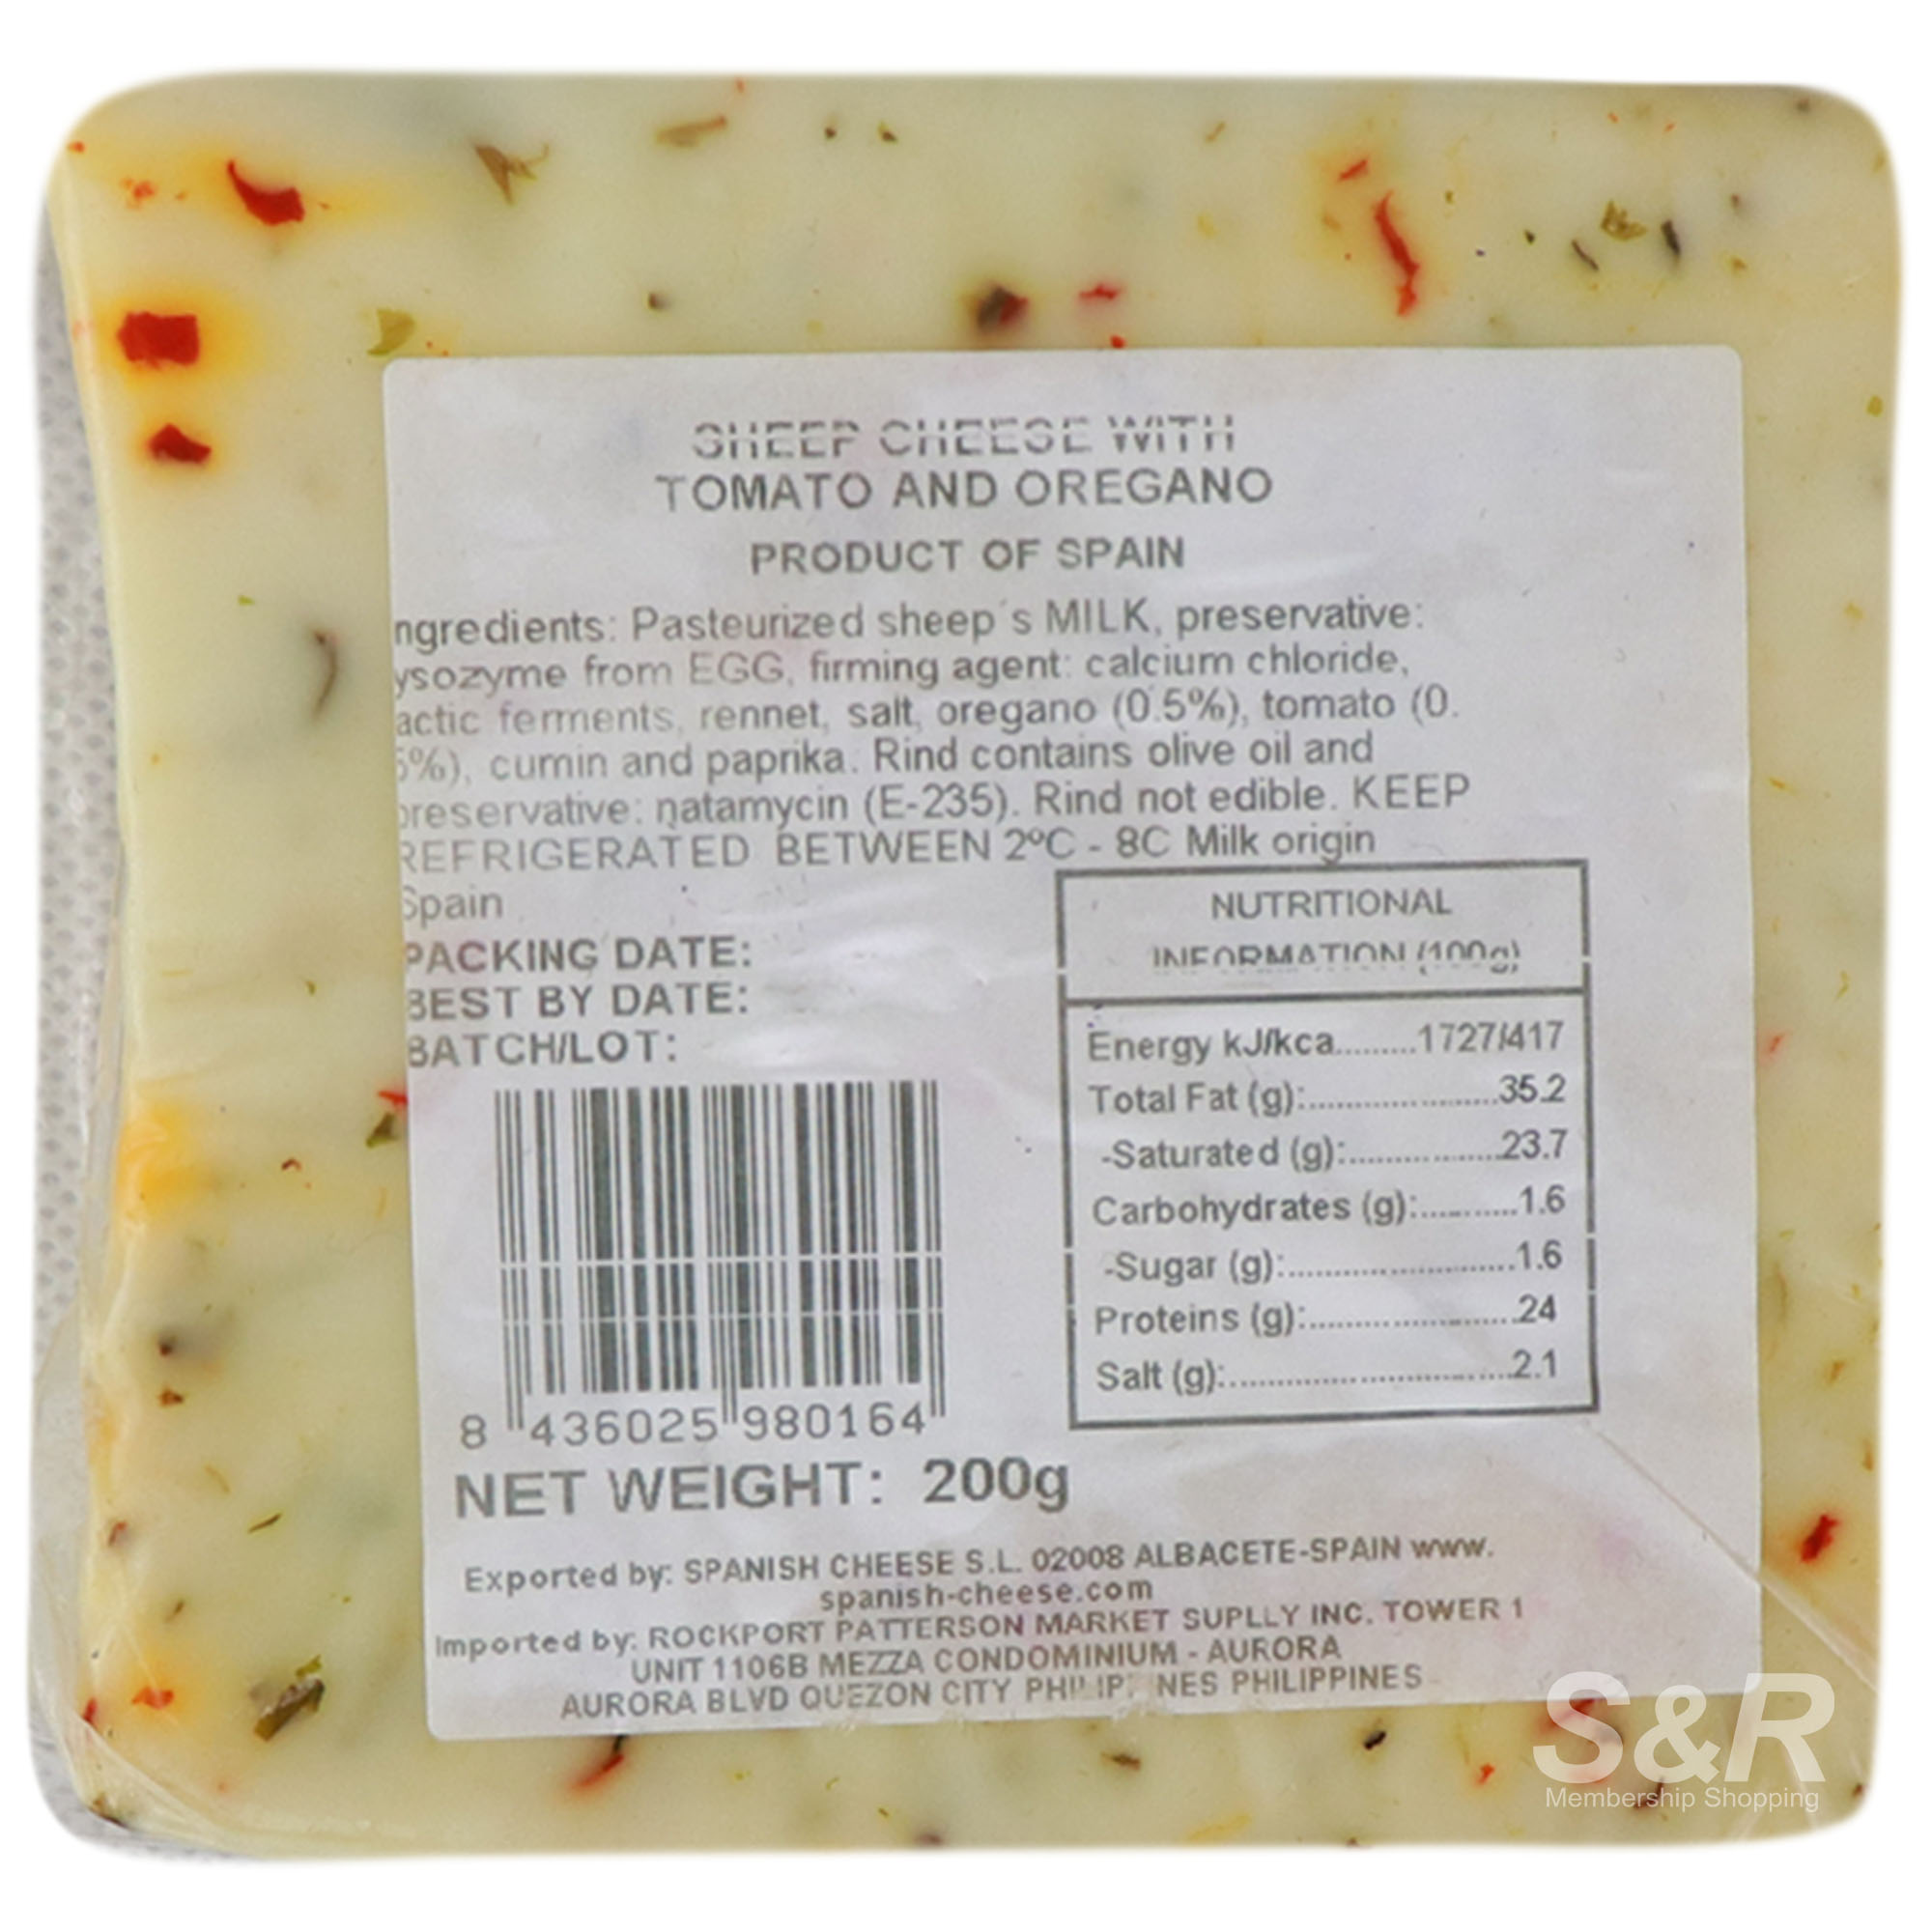 SHEEP CHEESE WITH
TOMATO AND OREGANO
PRODUCT OF SPAIN
ngredients: Pasteurized sheep´s MILK, preservative:
ysozyme from EGG, firming agent: calcium chloride,
actic ferments, rennet, salt, oregano (0.5%), tomato (0.
5%), cumin and paprika. Rind contains olive oil and
preservative: natamycin (E-235). Rind not edible. KEEP
REFRIGERATED BETWEEN 2ºC - 8C Milk origin
Spain
PACKING DATE:
BEST BY DATE:
BATCH/LOT:
NUTRITIONAL
INFORMATION (100g)
Energy kJ/kca.........1727/417
Total Fat (g):......................35.2
-Saturated (g):.................23.7
Carbohydrates (g):..........1.6
-Sugar (g):.........................1.6
Proteins (g):.......................24
Salt (g):...............................2.1
8 436025 980164
NET WEIGHT: 200g
Exported by: SPANISH CHEESE S.L. 02008 ALBACETE-SPAIN www.
spanish-cheese.com
Imported by: ROCKPORT PATTERSON MARKET SUPLLY INC. TOWER 1
UNIT 1106B MEZZA CONDOMINIUM - AURORA
AURORA BLVD QUEZON CITY PHILIPPINES PHILIPPINES
S&R
Membership Shopping